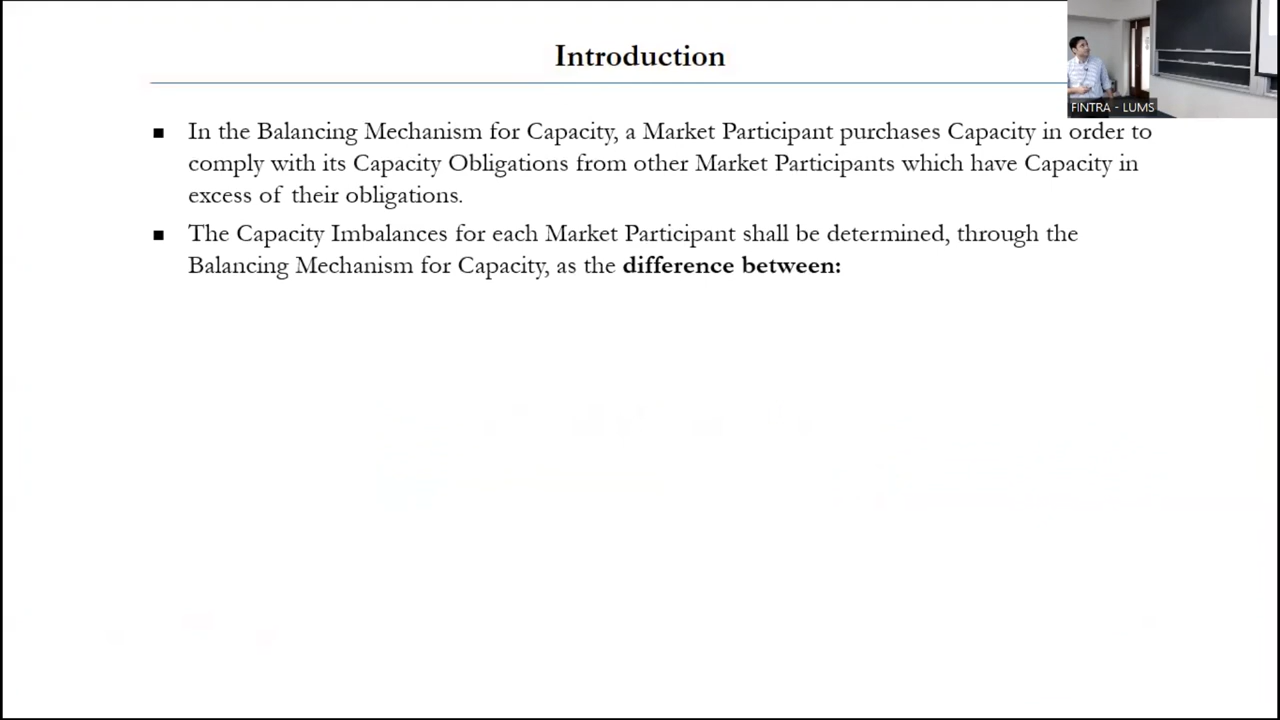 Introduction
FINTRA - LUMS
■ In the Balancing Mechanism for Capacity, a Market Participant purchases Capacity in order to
comply with its Capacity Obligations from other Market Participants which have Capacity in
excess of their obligations.
■ The Capacity Imbalances for each Market Participant shall be determined, through the
Balancing Mechanism for Capacity, as the difference between: